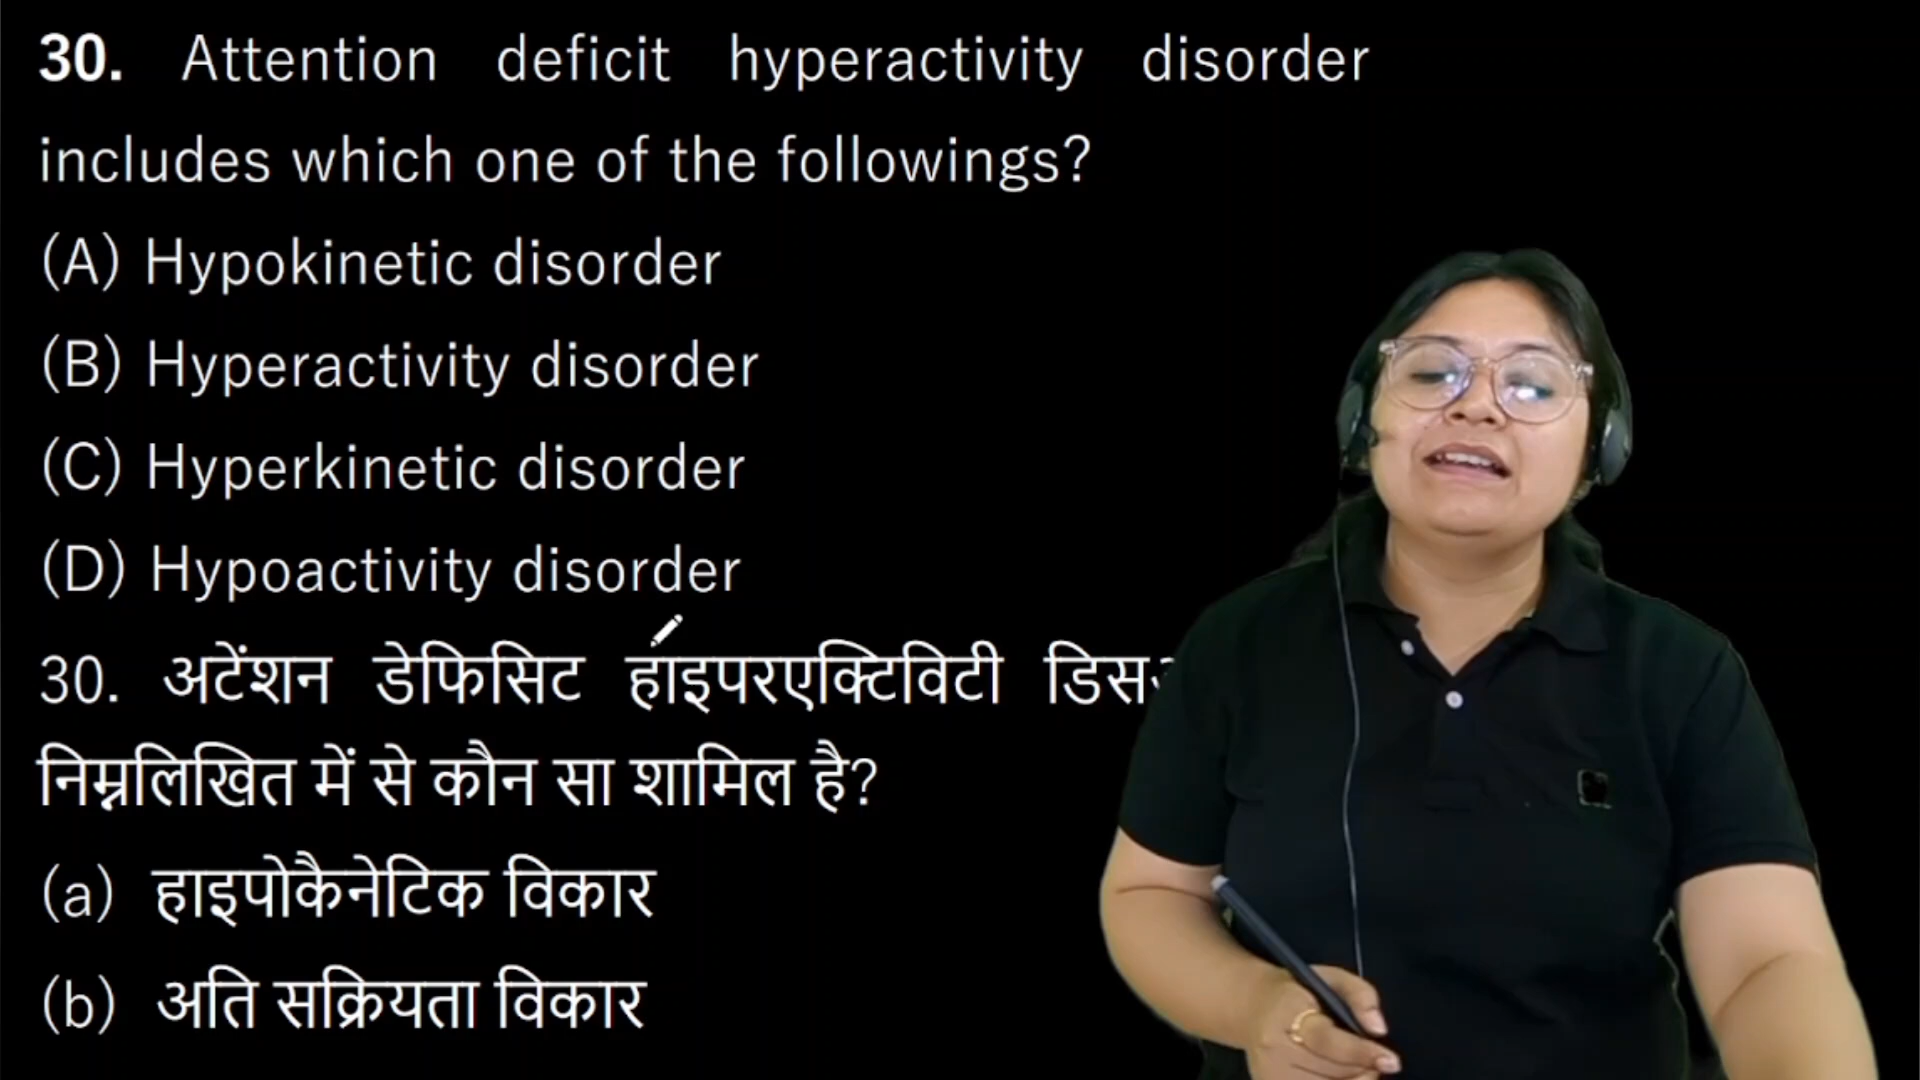 30. Attention deficit hyperactivity disorder
includes which one of the followings?
(A) Hypokinetic disorder
(B) Hyperactivity disorder
(C) Hyperkinetic disorder
(D) Hypoactivity disorder
30. अटेंशन डेफिसिट हाइपरएक्टिविटी
निम्नलिखित में से कौन सा शामिल है?
(a) हाइपोकैनेटिक विकार
(b) अति सक्रियता विकार